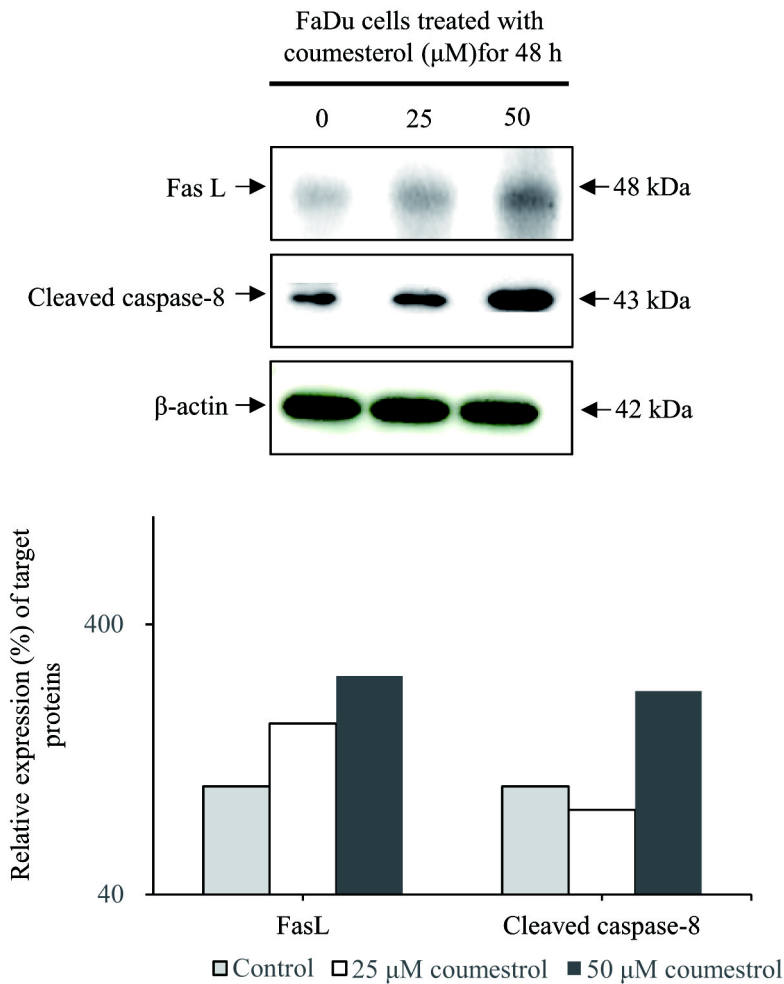 FaDu cells treated with
coumesterol (μM)for 48 h
0 25 50
Fas L 48 kDa
Cleaved caspase-8 43 kDa
β-actin 42 kDa
Relative expression (%) of target
proteins
400
40
FasL Cleaved caspase-8
Control 25 μM coumestrol 50 μM coumestrol